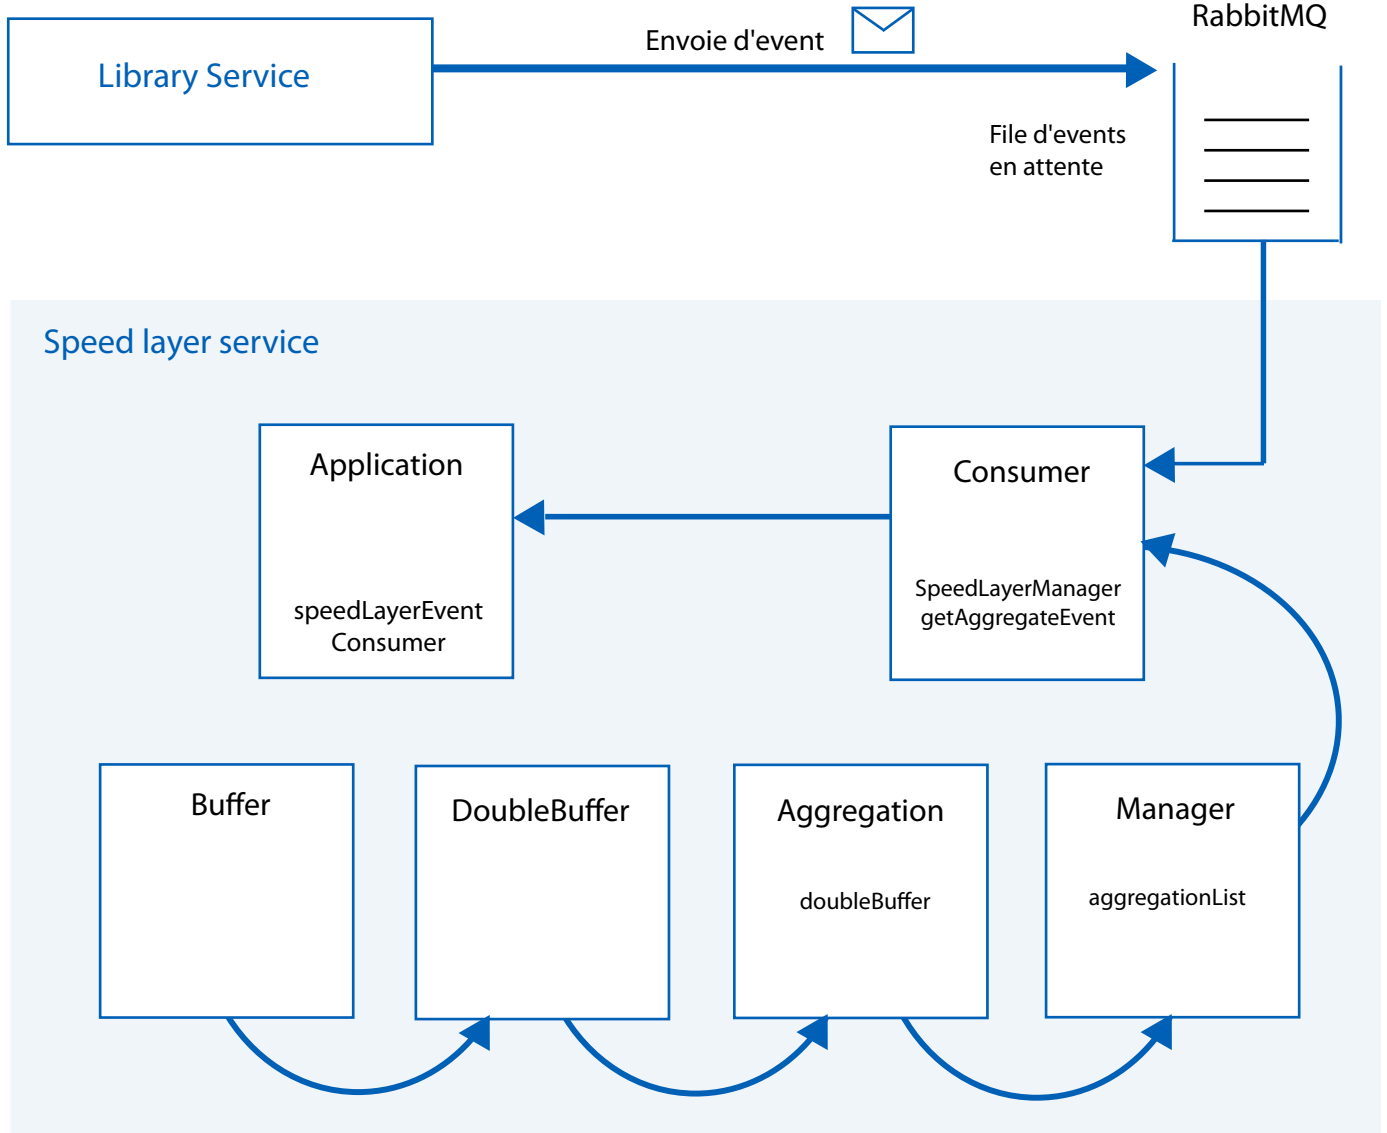 RabbitMQ
Envoie d'event
Library Service
File d'events
en attente
Speed layer service
Application
speedLayerEvent
Consumer
Consumer
SpeedLayerManager
getAggregateEvent
Buffer
DoubleBuffer
Aggregation
doubleBuffer
Manager
aggregationList